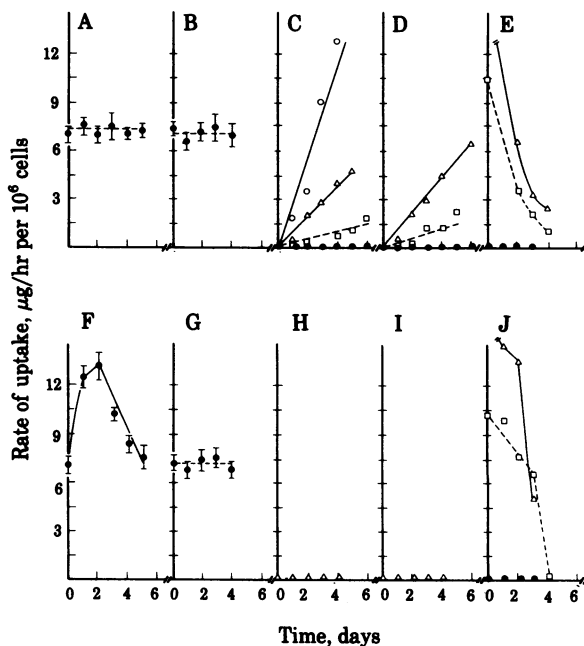 A B C D E
12
9
6
3
F G H I J
12
9
6
3
0 2 4 6 0 2 4 6 0 2 4 6 0 2 4 6 0 2 4 6
Time, days
Rate of uptake, μg/hr per 10⁶ cells